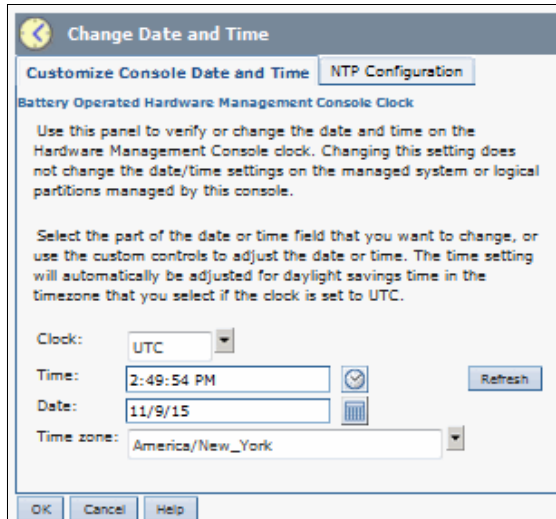 Change Date and Time
Customize Console Date and Time NTP Configuration
Battery Operated Hardware Management Console Clock
Use this panel to verify or change the date and time on the
Hardware Management Console clock. Changing this setting does
not change the date/time settings on the managed system or logical
partitions managed by this console.
Select the part of the date or time field that you want to change, or
use the custom controls to adjust the date or time. The time setting
will automatically be adjusted for daylight savings time in the
timezone that you select if the clock is set to UTC.
Clock: UTC
Time: 2:49:54 PM Refresh
Date: 11/9/15
Time zone: America/New_York
OK Cancel Help